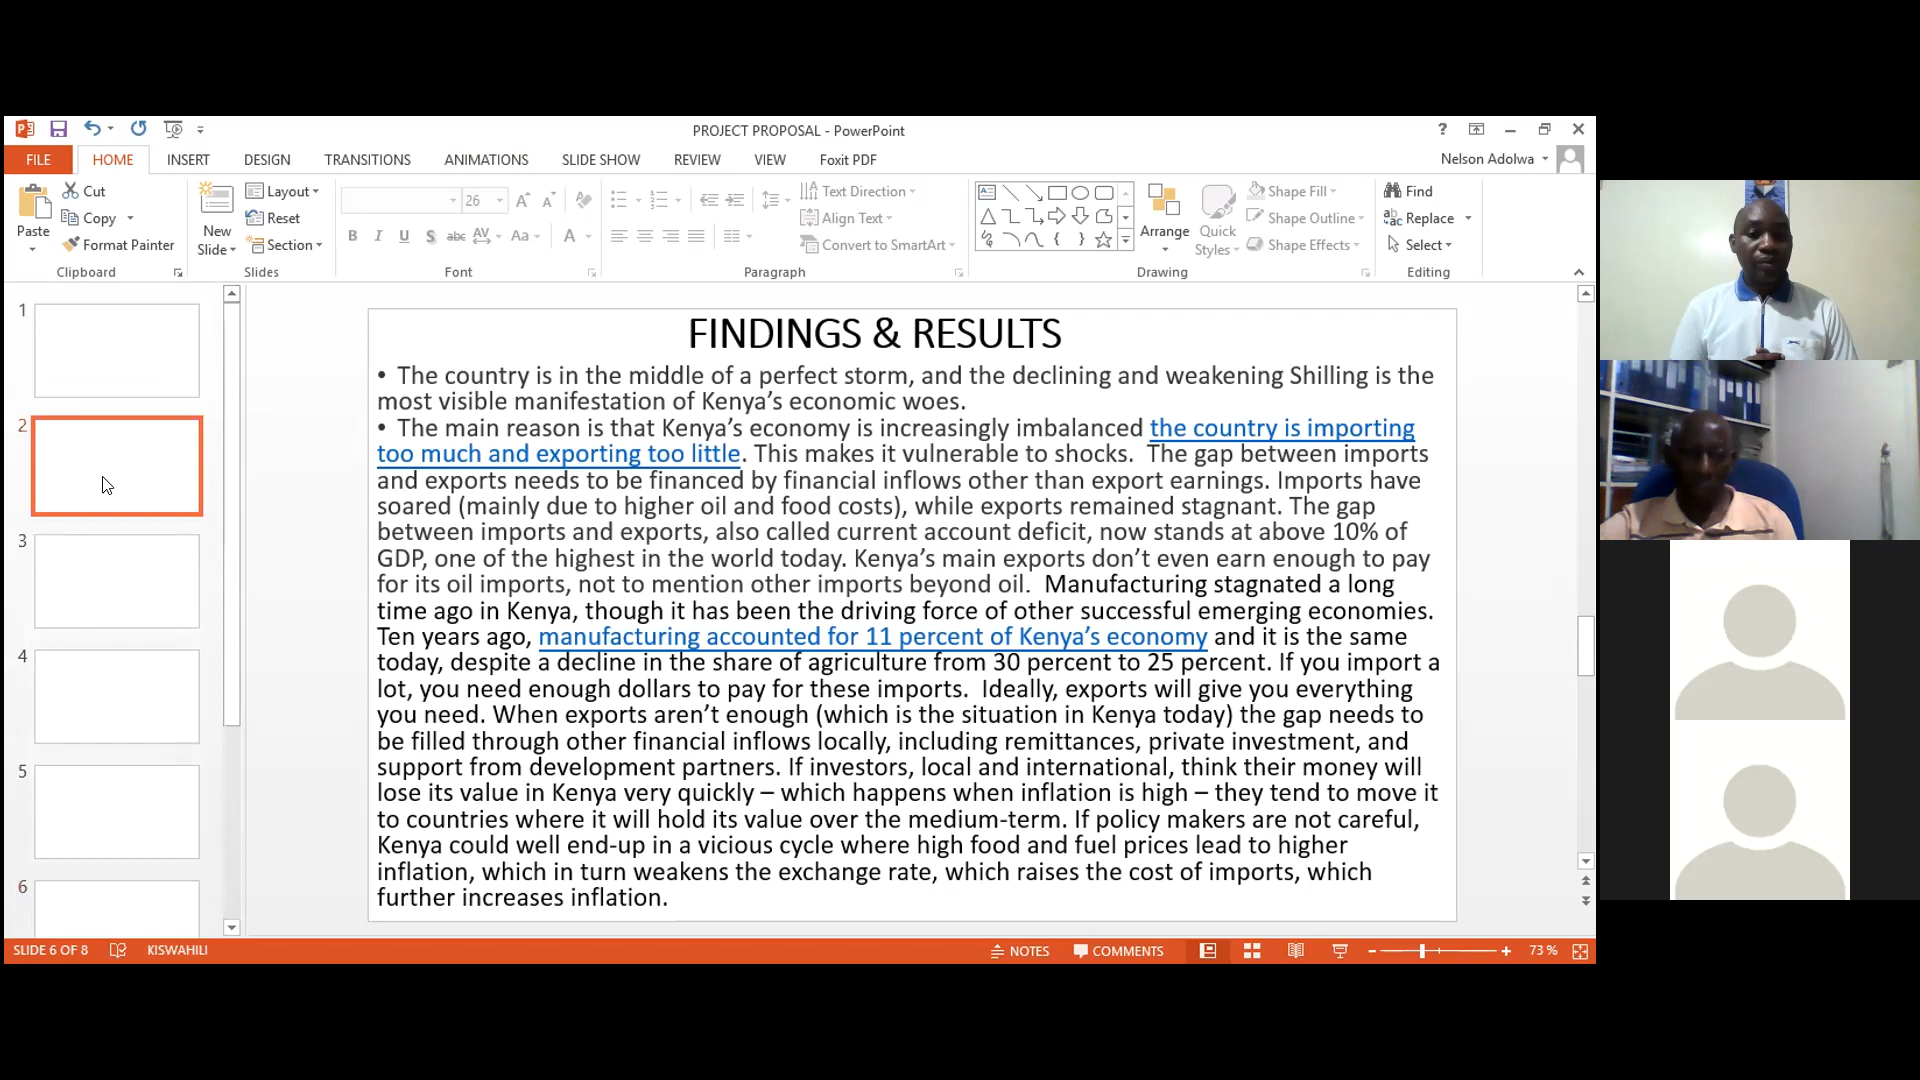 PROJECT PROPOSAL - PowerPoint
?
FILE
HOME
INSERT
DESIGN
TRANSITIONS
ANIMATIONS
SLIDE SHOW
REVIEW
VIEW
Foxit PDF
Nelson Adolwa
Paste
Cut
Copy
Format Painter
Clipboard
New Slide
Layout
Reset
Section
Slides
26
B I U S abc AV Aa A
Font
Text Direction
Align Text
Convert to SmartArt
Paragraph
Arrange
Quick Styles
Shape Fill
Shape Outline
Shape Effects
Drawing
Find
Replace
Select
Editing
1
2
3
4
5
6
FINDINGS & RESULTS
• The country is in the middle of a perfect storm, and the declining and weakening Shilling is the
most visible manifestation of Kenya’s economic woes.
• The main reason is that Kenya’s economy is increasingly imbalanced the country is importing
too much and exporting too little. This makes it vulnerable to shocks. The gap between imports
and exports needs to be financed by financial inflows other than export earnings. Imports have
soared (mainly due to higher oil and food costs), while exports remained stagnant. The gap
between imports and exports, also called current account deficit, now stands at above 10% of
GDP, one of the highest in the world today. Kenya’s main exports don’t even earn enough to pay
for its oil imports, not to mention other imports beyond oil. Manufacturing stagnated a long
time ago in Kenya, though it has been the driving force of other successful emerging economies.
Ten years ago, manufacturing accounted for 11 percent of Kenya’s economy and it is the same
today, despite a decline in the share of agriculture from 30 percent to 25 percent. If you import a
lot, you need enough dollars to pay for these imports. Ideally, exports will give you everything
you need. When exports aren’t enough (which is the situation in Kenya today) the gap needs to
be filled through other financial inflows locally, including remittances, private investment, and
support from development partners. If investors, local and international, think their money will
lose its value in Kenya very quickly – which happens when inflation is high – they tend to move it
to countries where it will hold its value over the medium-term. If policy makers are not careful,
Kenya could well end-up in a vicious cycle where high food and fuel prices lead to higher
inflation, which in turn weakens the exchange rate, which raises the cost of imports, which
further increases inflation.
SLIDE 6 OF 8
KISWAHILI
NOTES
COMMENTS
73 %